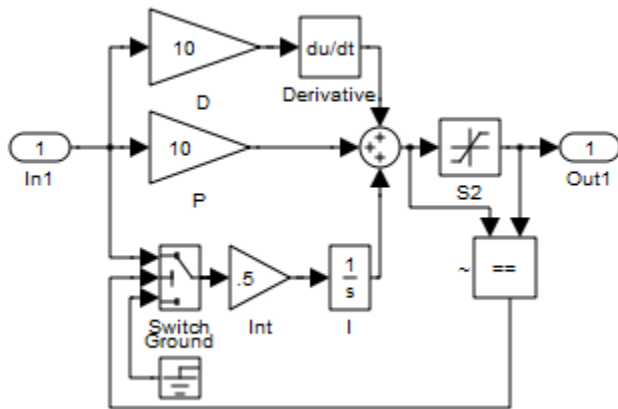 10
du/dt
D
Derivative
1
In1
10
P
+
+
+
S2
1
Out1
~
==
.5
1
s
Switch
Int
I
Ground